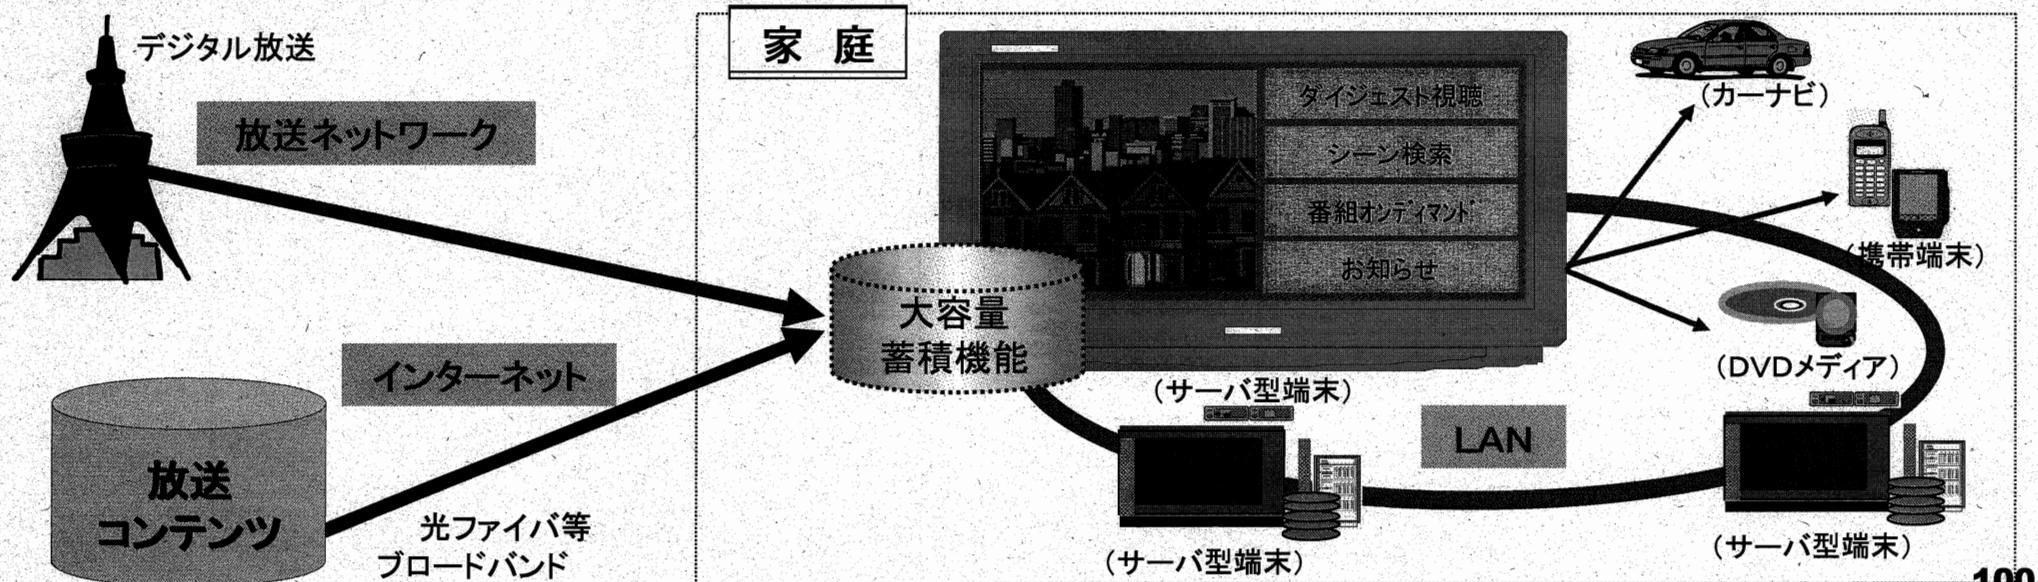 デジタル放送
放送ネットワーク
家 庭
ダイジェスト視聴
シーン検索
番組オンディマンド
お知らせ
(カーナビ)
(携帯端末)
(DVDメディア)
大容量
蓄積機能
インターネット
放送
コンテンツ
光ファイバ等
ブロードバンド
(サーバ型端末)
LAN
(サーバ型端末)
(サーバ型端末)